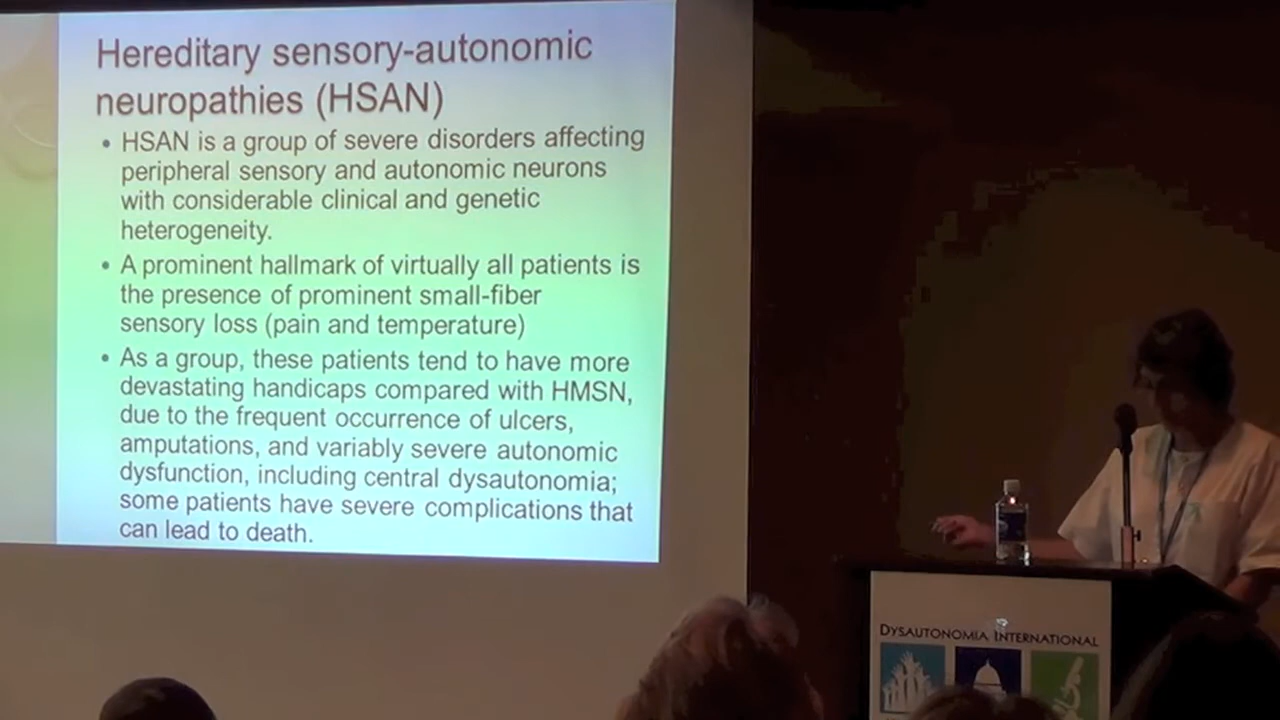 Hereditary sensory-autonomic
neuropathies (HSAN)
• HSAN is a group of severe disorders affecting
peripheral sensory and autonomic neurons
with considerable clinical and genetic
heterogeneity.
• A prominent hallmark of virtually all patients is
the presence of prominent small-fiber
sensory loss (pain and temperature)
• As a group, these patients tend to have more
devastating handicaps compared with HMSN,
due to the frequent occurrence of ulcers,
amputations, and variably severe autonomic
dysfunction, including central dysautonomia;
some patients have severe complications that
can lead to death.
DYSAUTONOMIA INTERNATIONAL